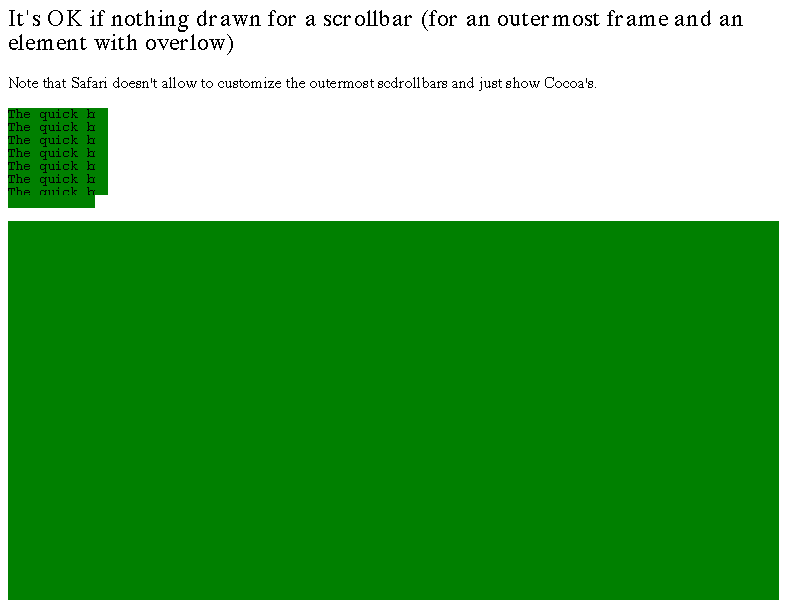 It's OK if nothing drawn for a scrollbar (for an outermost frame and an
element with overlow)
Note that Safari doesn't allow to customize the outermost scdrollbars and just show Cocoa's.
The quick b
The quick b
The quick b
The quick b
The quick b
The quick b
The quick b